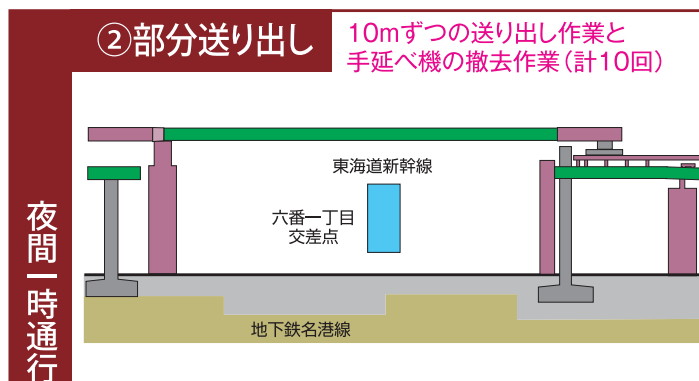 ②部分送り出し
10mずつの送り出し作業と
手延べ機の撤去作業（計10回）
夜間一時通行
東海道新幹線
六番一丁目
交差点
地下鉄名港線